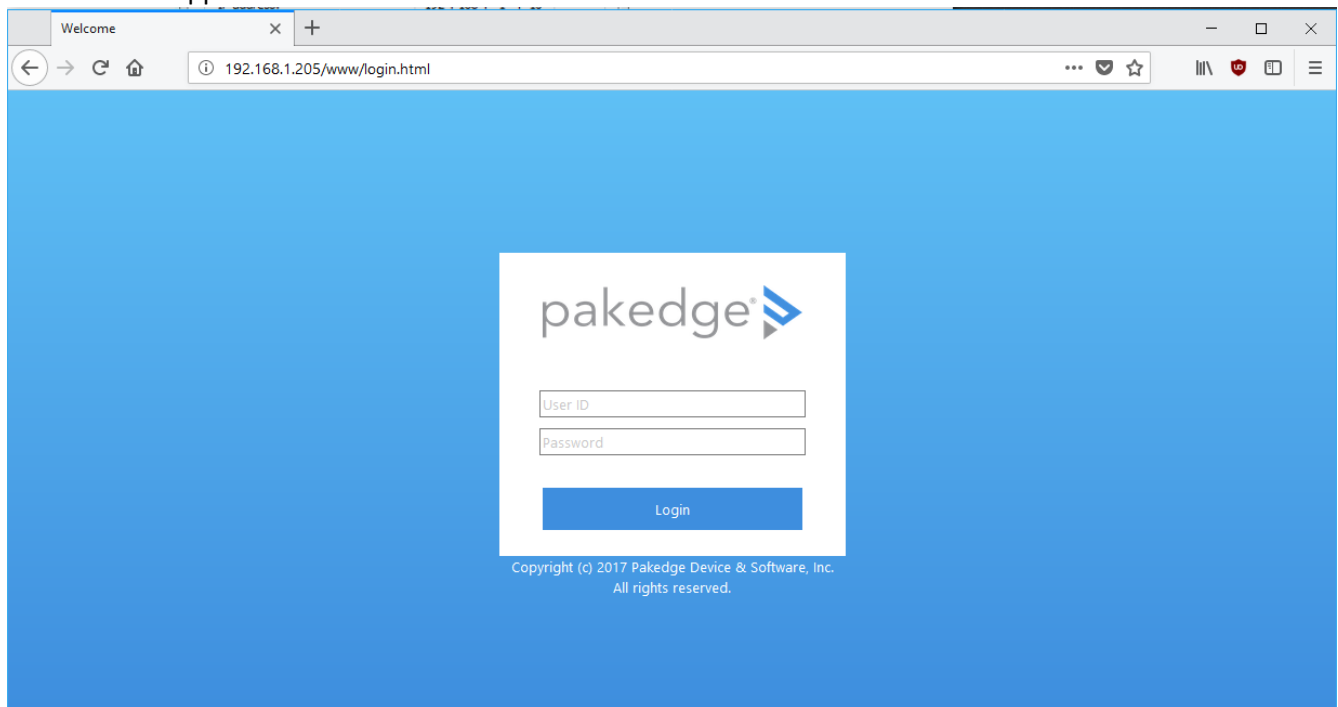 Welcome
192.168.1.205/www/login.html
pakedge®
User ID
Password
Login
Copyright (c) 2017 Pakedge Device & Software, Inc.
All rights reserved.